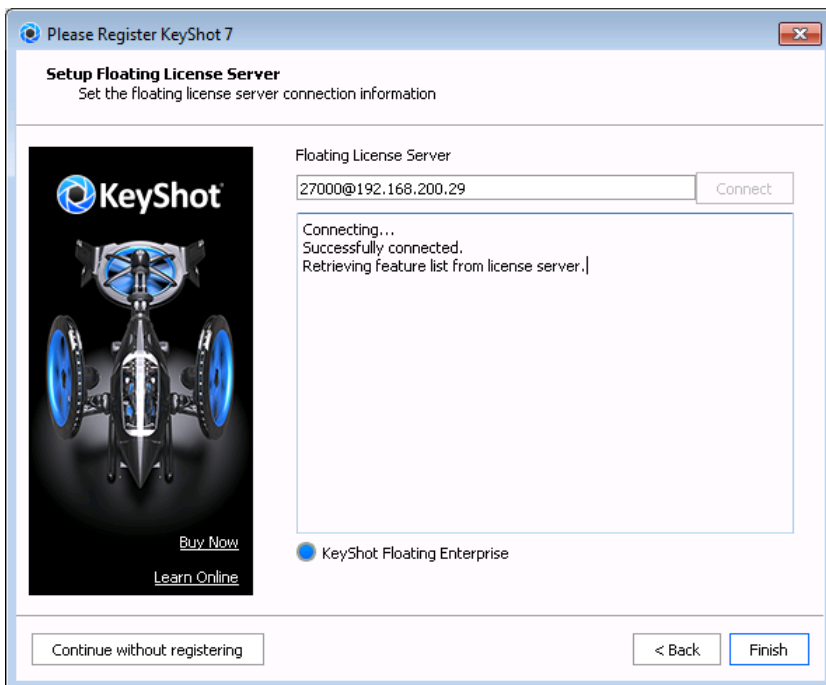 Please Register KeyShot 7
Setup Floating License Server
Set the floating license server connection information
Floating License Server
27000@192.168.200.29
Connect
Connecting...
Successfully connected.
Retrieving feature list from license server.
KeyShot
Buy Now
Learn Online
KeyShot Floating Enterprise
Continue without registering
< Back
Finish